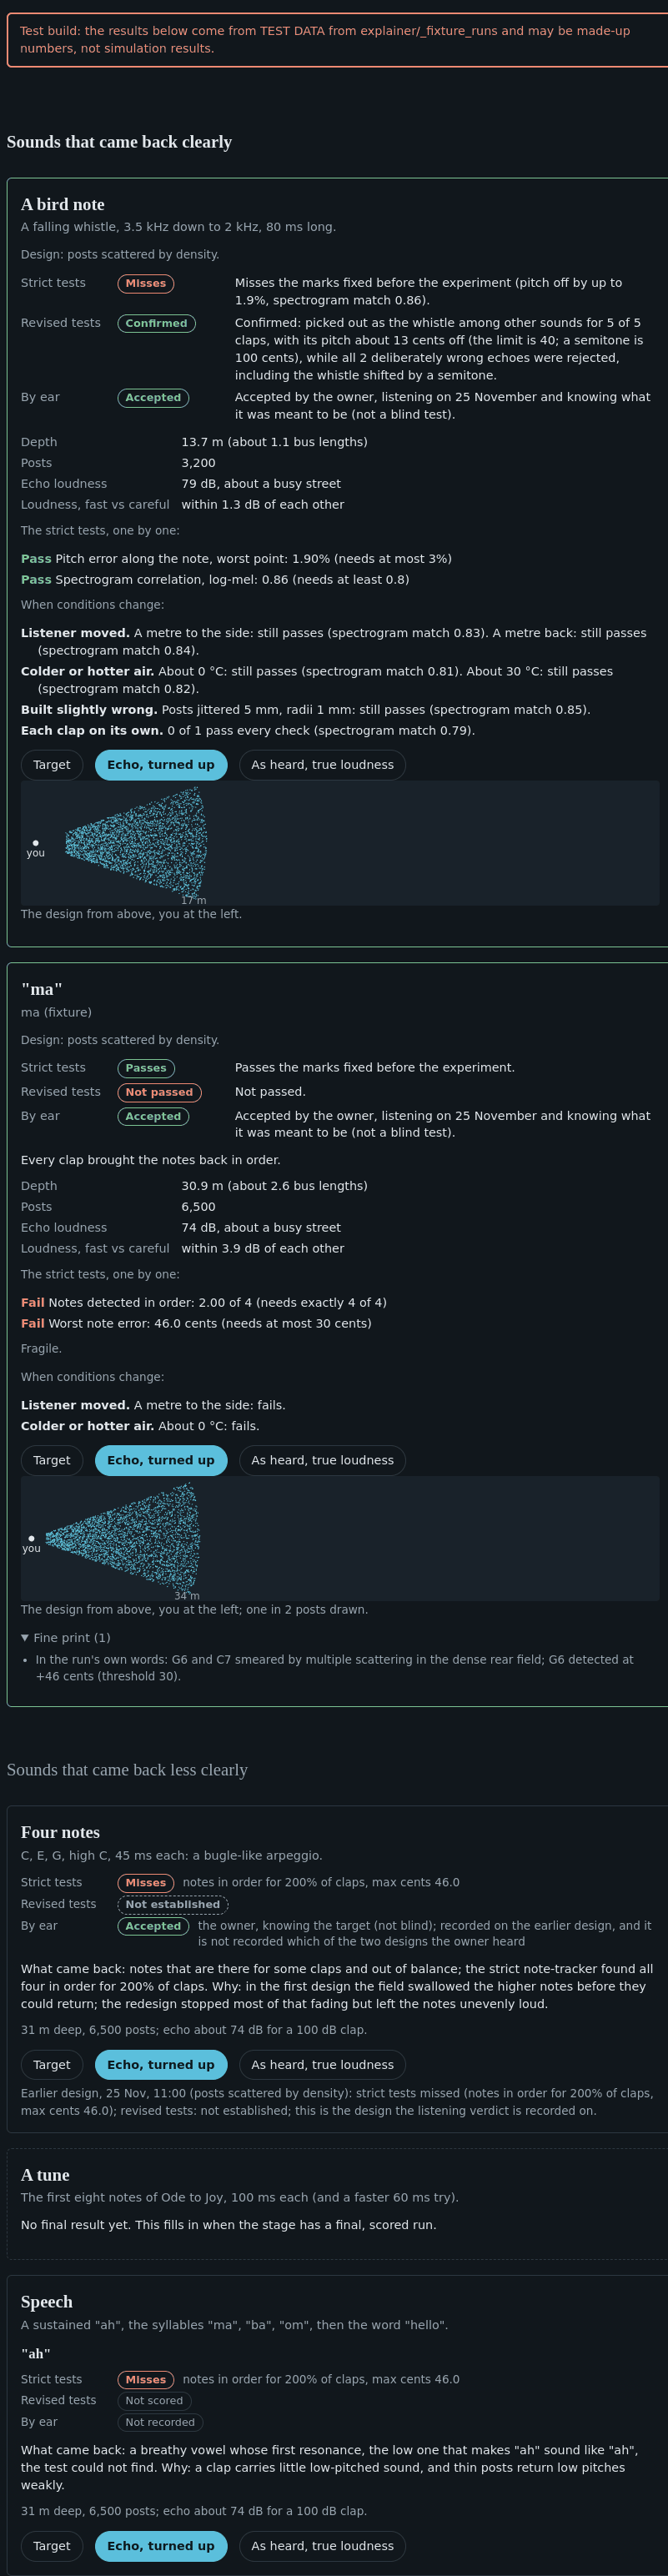 Test build: the results below come from TEST DATA from explainer/_fixture_runs and may be made-up
numbers, not simulation results.
Sounds that came back clearly
A bird note
A falling whistle, 3.5 kHz down to 2 kHz, 80 ms long.
Design: posts scattered by density.
Strict tests Misses Misses the marks fixed before the experiment (pitch off by up to
1.9%, spectrogram match 0.86).
Revised tests Confirmed Confirmed: picked out as the whistle among other sounds for 5 of 5
claps, with its pitch about 13 cents off (the limit is 40; a semitone is
100 cents), while all 2 deliberately wrong echoes were rejected,
including the whistle shifted by a semitone.
By ear Accepted Accepted by the owner, listening on 25 November and knowing what
it was meant to be (not a blind test).
Depth 13.7 m (about 1.1 bus lengths)
Posts 3,200
Echo loudness 79 dB, about a busy street
Loudness, fast vs careful within 1.3 dB of each other
The strict tests, one by one:
Pass Pitch error along the note, worst point: 1.90% (needs at most 3%)
Pass Spectrogram correlation, log-mel: 0.86 (needs at least 0.8)
When conditions change:
Listener moved. A metre to the side: still passes (spectrogram match 0.83). A metre back: still passes
(spectrogram match 0.84).
Colder or hotter air. About 0 °C: still passes (spectrogram match 0.81). About 30 °C: still passes
(spectrogram match 0.82).
Built slightly wrong. Posts jittered 5 mm, radii 1 mm: still passes (spectrogram match 0.85).
Each clap on its own. 0 of 1 pass every check (spectrogram match 0.79).
Target Echo, turned up As heard, true loudness
you
17 m
The design from above, you at the left.
"ma"
ma (fixture)
Design: posts scattered by density.
Strict tests Passes Passes the marks fixed before the experiment.
Revised tests Not passed Not passed.
By ear Accepted Accepted by the owner, listening on 25 November and knowing what
it was meant to be (not a blind test).
Every clap brought the notes back in order.
Depth 30.9 m (about 2.6 bus lengths)
Posts 6,500
Echo loudness 74 dB, about a busy street
Loudness, fast vs careful within 3.9 dB of each other
The strict tests, one by one:
Fail Notes detected in order: 2.00 of 4 (needs exactly 4 of 4)
Fail Worst note error: 46.0 cents (needs at most 30 cents)
Fragile.
When conditions change:
Listener moved. A metre to the side: fails.
Colder or hotter air. About 0 °C: fails.
Target Echo, turned up As heard, true loudness
you
34 m
The design from above, you at the left; one in 2 posts drawn.
▼ Fine print (1)
• In the run's own words: G6 and C7 smeared by multiple scattering in the dense rear field; G6 detected at
+46 cents (threshold 30).
Sounds that came back less clearly
Four notes
C, E, G, high C, 45 ms each: a bugle-like arpeggio.
Strict tests Misses notes in order for 200% of claps, max cents 46.0
Revised tests Not established
By ear Accepted the owner, knowing the target (not blind); recorded on the earlier design, and it
is not recorded which of the two designs the owner heard
What came back: notes that are there for some claps and out of balance; the strict note-tracker found all
four in order for 200% of claps. Why: in the first design the field swallowed the higher notes before they
could return; the redesign stopped most of that fading but left the notes unevenly loud.
31 m deep, 6,500 posts; echo about 74 dB for a 100 dB clap.
Target Echo, turned up As heard, true loudness
Earlier design, 25 Nov, 11:00 (posts scattered by density): strict tests missed (notes in order for 200% of claps,
max cents 46.0); revised tests: not established; this is the design the listening verdict is recorded on.
A tune
The first eight notes of Ode to Joy, 100 ms each (and a faster 60 ms try).
No final result yet. This fills in when the stage has a final, scored run.
Speech
A sustained "ah", the syllables "ma", "ba", "om", then the word "hello".
"ah"
Strict tests Misses notes in order for 200% of claps, max cents 46.0
Revised tests Not scored
By ear Not recorded
What came back: a breathy vowel whose first resonance, the low one that makes "ah" sound like "ah",
the test could not find. Why: a clap carries little low-pitched sound, and thin posts return low pitches
weakly.
31 m deep, 6,500 posts; echo about 74 dB for a 100 dB clap.
Target Echo, turned up As heard, true loudness